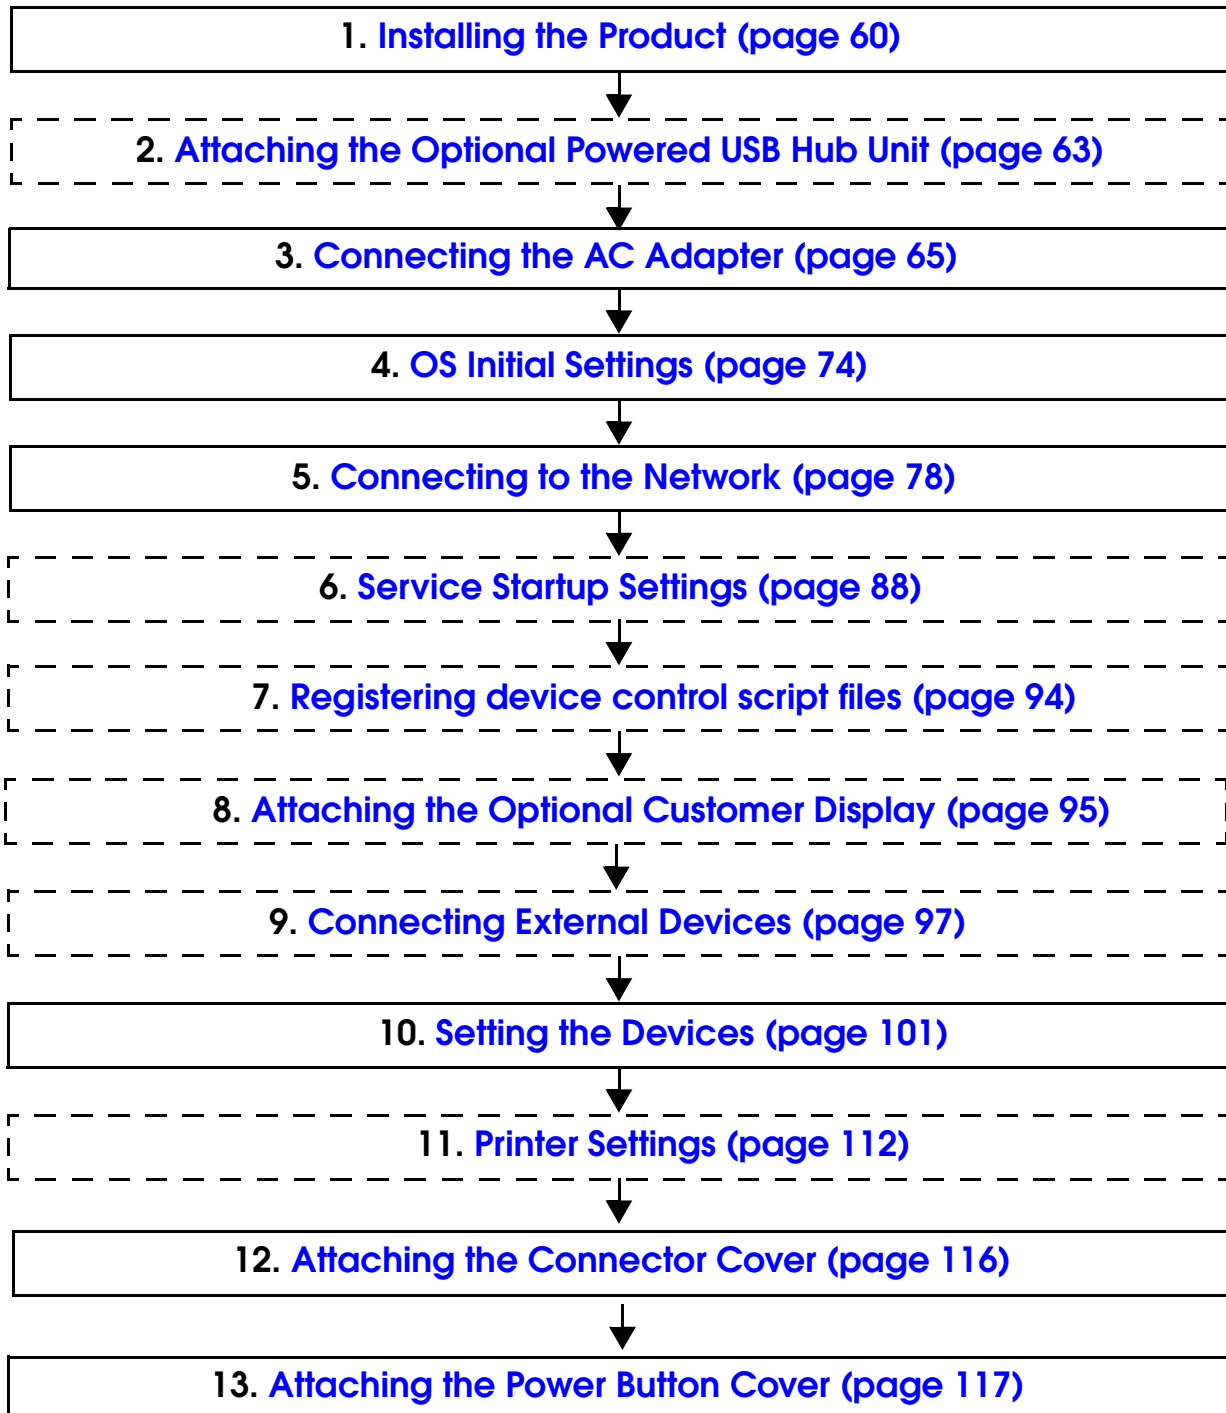 1. Installing the Product (page 60)
2. Attaching the Optional Powered USB Hub Unit (page 63)
3. Connecting the AC Adapter (page 65)
4. OS Initial Settings (page 74)
5. Connecting to the Network (page 78)
6. Service Startup Settings (page 88)
7. Registering device control script files (page 94)
8. Attaching the Optional Customer Display (page 95)
9. Connecting External Devices (page 97)
10. Setting the Devices (page 101)
11. Printer Settings (page 112)
12. Attaching the Connector Cover (page 116)
13. Attaching the Power Button Cover (page 117)